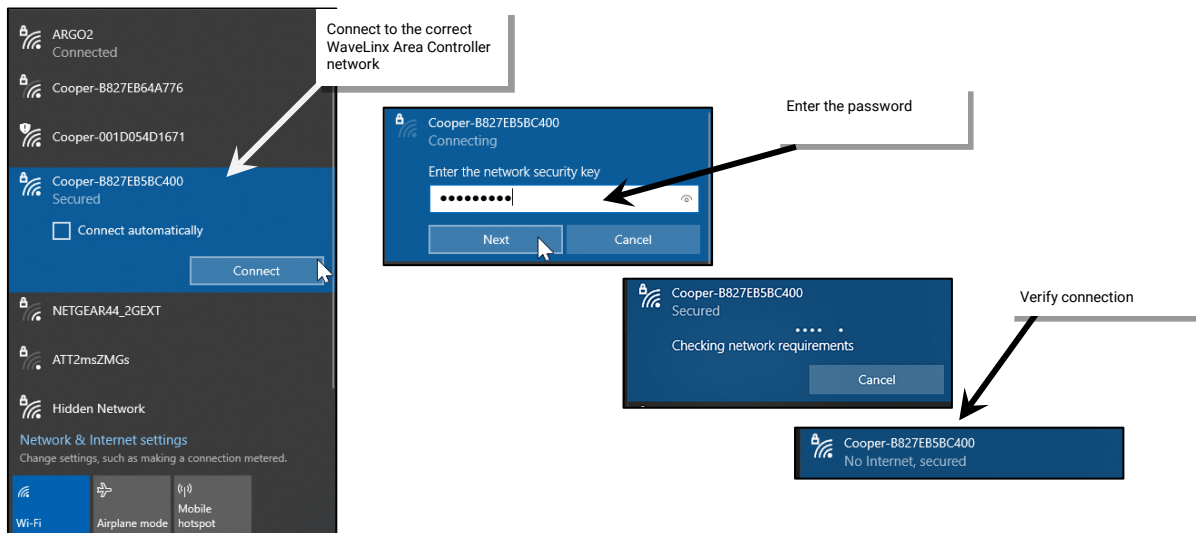 ARGO2
Connected
Cooper-B827EB64A776
Cooper-001D054D1671
Cooper-B827EB5BC400
Secured
Connect automatically
Connect
NETGEAR44_2GEXT
ATT2msZMGs
Hidden Network
Network & Internet settings
Change settings, such as making a connection metered.
Wi-Fi
Airplane mode
Mobile
hotspot
Connect to the correct
WaveLinx Area Controller
network
Cooper-B827EB5BC400
Connecting
Enter the network security key
•••••••••
Next
Cancel
Enter the password
Cooper-B827EB5BC400
Secured
Checking network requirements
Cancel
Verify connection
Cooper-B827EB5BC400
No Internet, secured